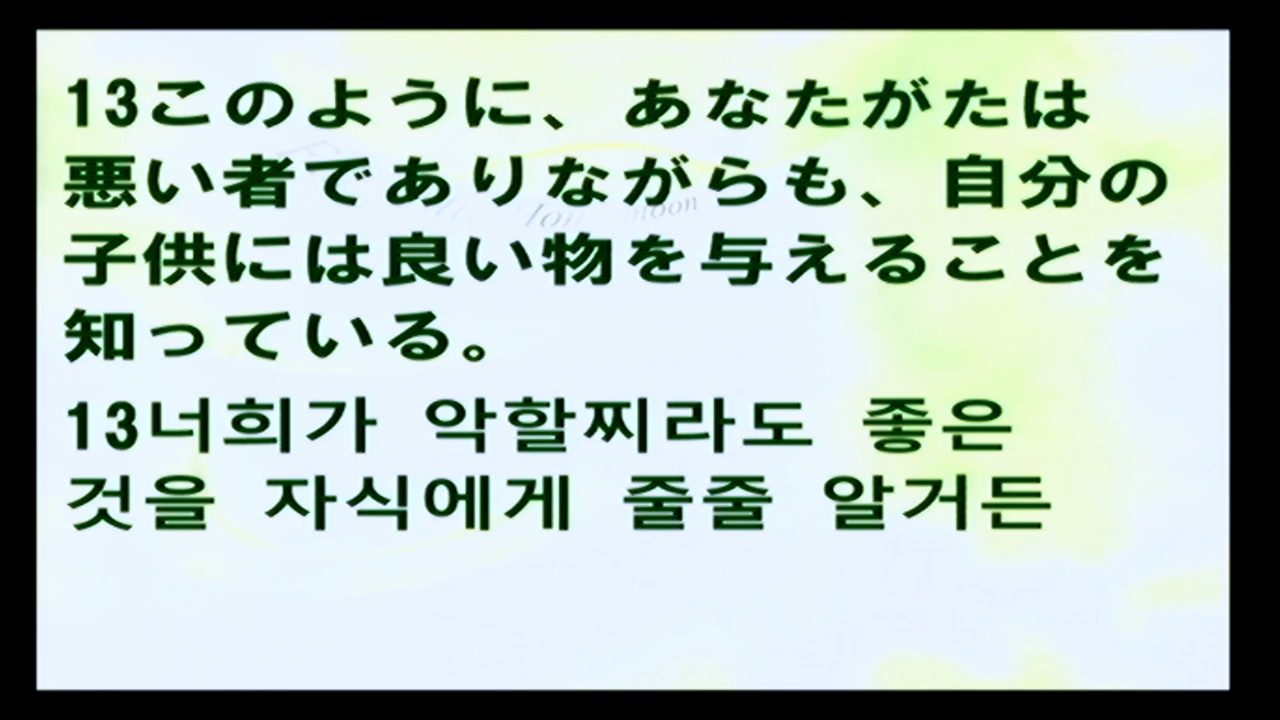 13このように、あなたがたは
悪い者でありながらも、自分の
子供には良い物を与えることを
知っている。
13너희가 악할찌라도 좋은
것을 자식에게 줄줄 알거든
moon